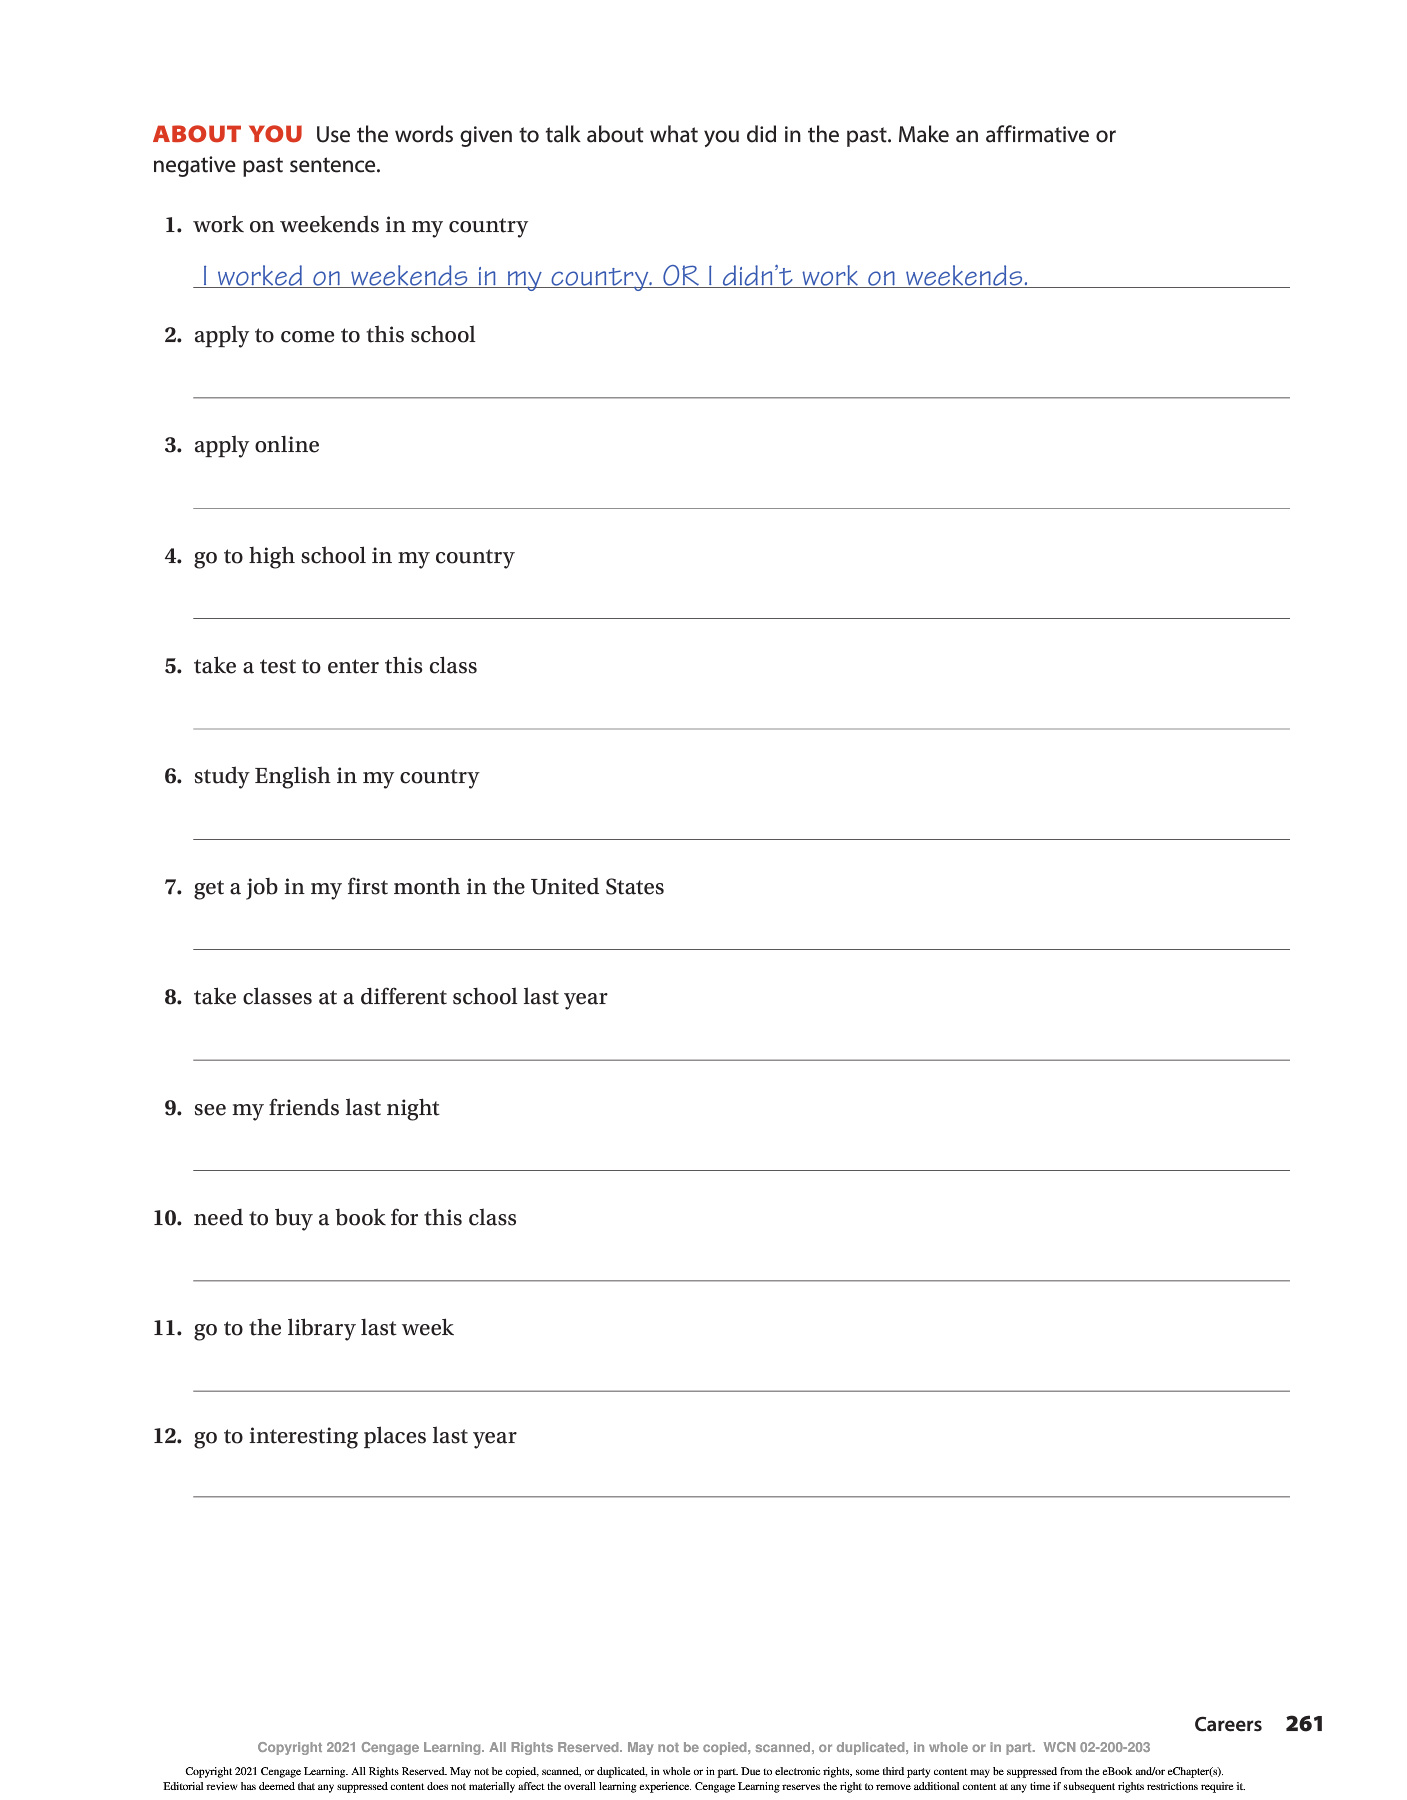 ABOUT YOU Use the words given to talk about what you did in the past. Make an affirmative or
negative past sentence.
1. work on weekends in my country
I worked on weekends in my country. OR I didn't work on weekends.
2. apply to come to this school
3. apply online
4. go to high school in my country
5. take a test to enter this class
6. study English in my country
7. get a job in my first month in the United States
8. take classes at a different school last year
9. see my friends last night
10. need to buy a book for this class
11. go to the library last week
12. go to interesting places last year
Careers 261
Copyright 2021 Cengage Learning. All Rights Reserved. May not be copied, scanned, or duplicated, in whole or in part. WCN 02-200-203
Copyright 2021 Cengage Learning. All Rights Reserved. May not be copied, scanned, or duplicated, in whole or in part. Due to electronic rights, some third party content may be suppressed from the eBook and/or eChapter(s).
Editorial review has deemed that any suppressed content does not materially affect the overall learning experience. Cengage Learning reserves the right to remove additional content at any time if subsequent rights restrictions require it.